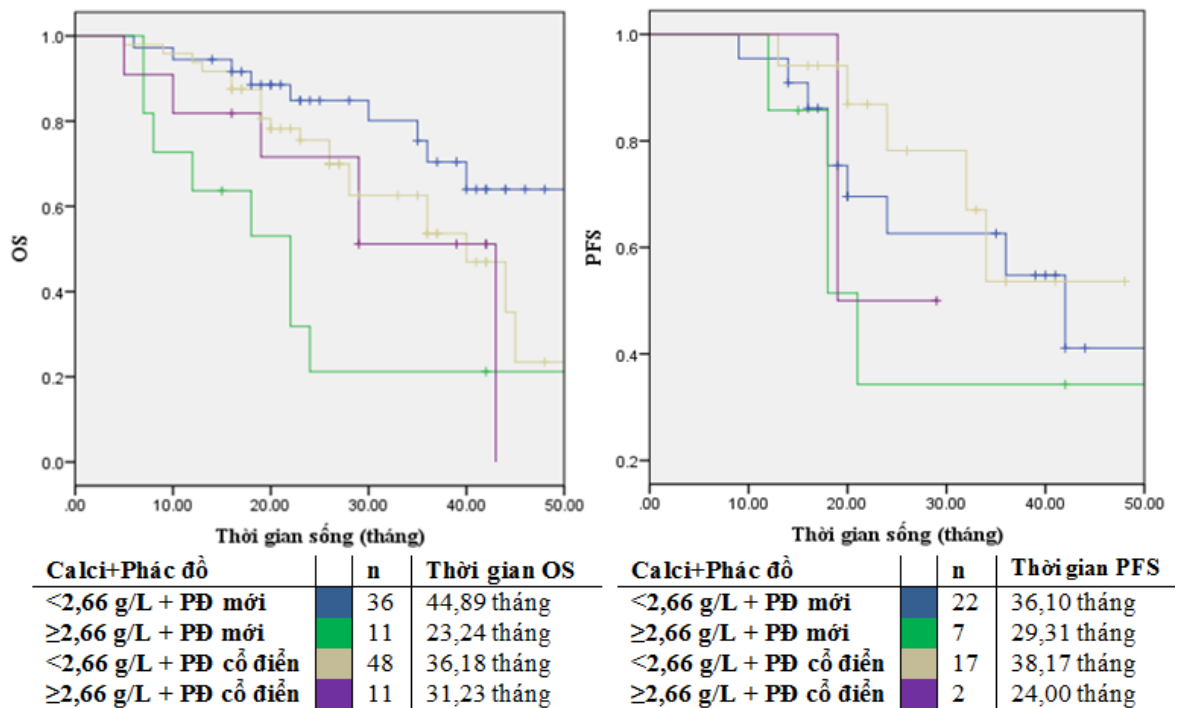 1.0
0.8
0.6
0.4
0.2
0.0
OS
.00 10.00 20.00 30.00 40.00 50.00
Thời gian sống (tháng)
1.0
0.8
0.6
0.4
0.2
PFS
.00 10.00 20.00 30.00 40.00 50.00
Thời gian sống (tháng)
Calci+Phác đồ n Thời gian OS
<2,66 g/L + PĐ mới 36 44,89 tháng
≥2,66 g/L + PĐ mới 11 23,24 tháng
<2,66 g/L + PĐ cổ điển 48 36,18 tháng
≥2,66 g/L + PĐ cổ điển 11 31,23 tháng
Calci+Phác đồ n Thời gian PFS
<2,66 g/L + PĐ mới 22 36,10 tháng
≥2,66 g/L + PĐ mới 7 29,31 tháng
<2,66 g/L + PĐ cổ điển 17 38,17 tháng
≥2,66 g/L + PĐ cổ điển 2 24,00 tháng